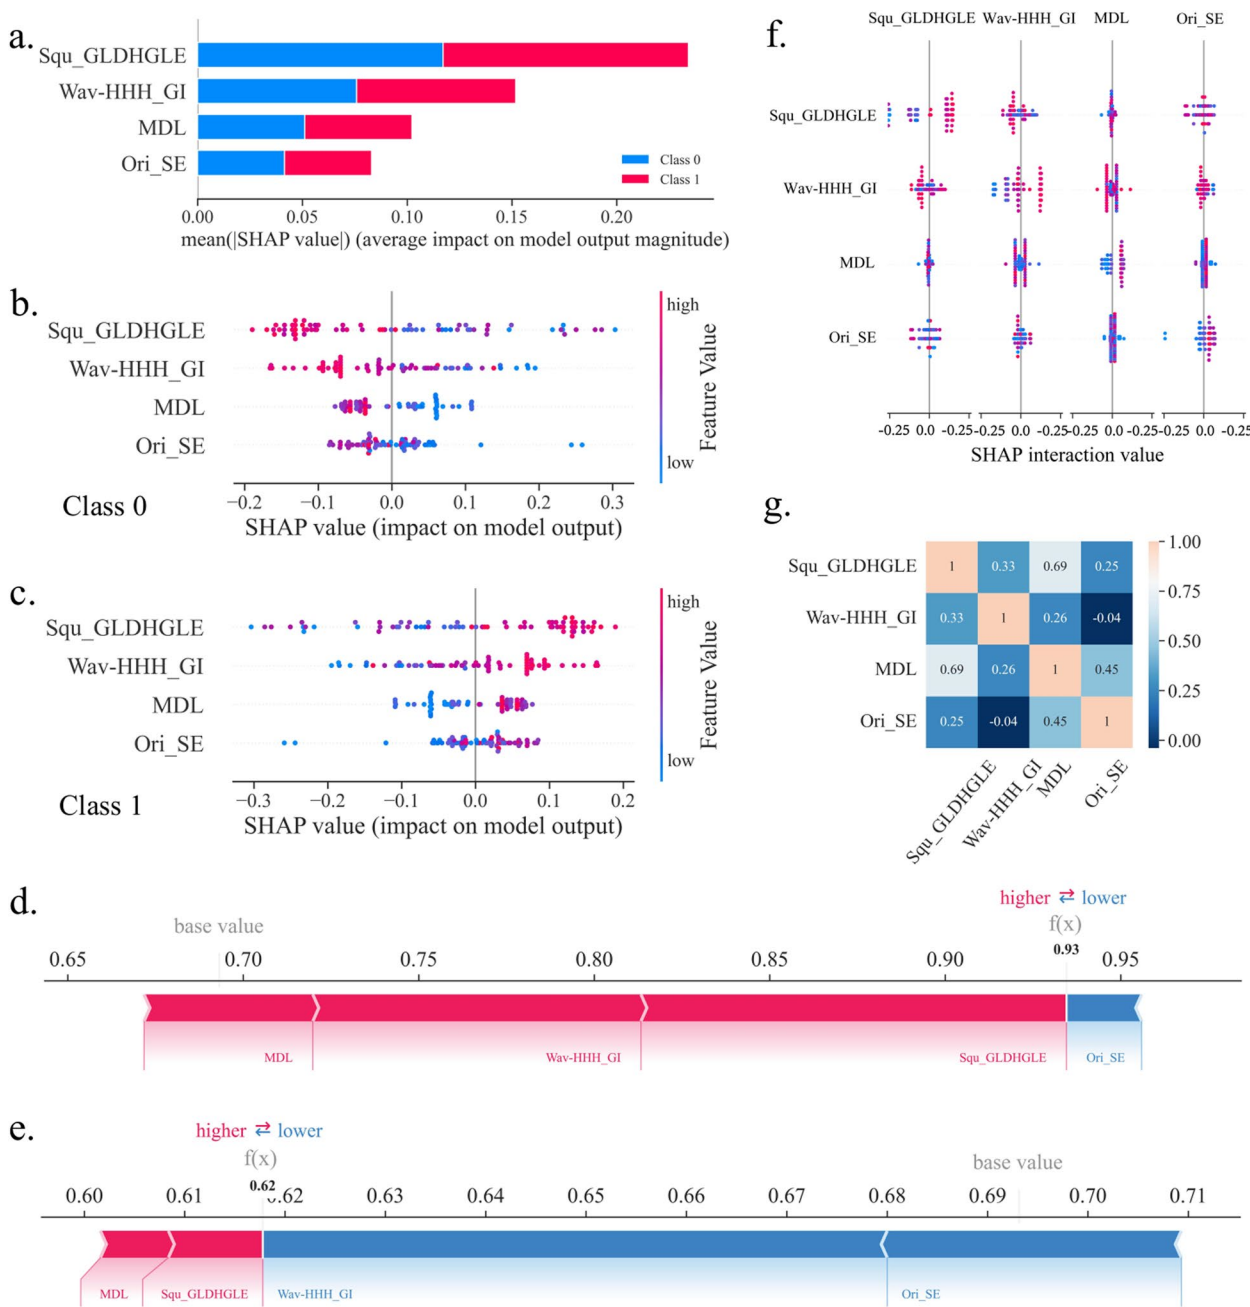 a.
Squ_GLDHGLE
Wav-HHH_GI
MDL
Ori_SE
Class 0
Class 1
0.00 0.05 0.10 0.15 0.20
mean(|SHAP value|) (average impact on model output magnitude)
b.
Squ_GLDHGLE
Wav-HHH_GI
MDL
Ori_SE
high
Feature Value
low
−0.2 −0.1 0.0 0.1 0.2 0.3
Class 0
SHAP value (impact on model output)
c.
Squ_GLDHGLE
Wav-HHH_GI
MDL
Ori_SE
high
Feature Value
low
−0.3 −0.2 −0.1 0.0 0.1 0.2
Class 1
SHAP value (impact on model output)
f.
Squ_GLDHGLE Wav-HHH_GI MDL Ori_SE
Squ_GLDHGLE
Wav-HHH_GI
MDL
Ori_SE
-0.25 0.0 -0.25 -0.25 0.0 -0.25 -0.25 0.0 -0.25 -0.25 0.0 -0.25
SHAP interaction value
g.
Squ_GLDHGLE 1 0.33 0.69 0.25
Wav-HHH_GI 0.33 1 0.26 -0.04
MDL 0.69 0.26 1 0.45
Ori_SE 0.25 -0.04 0.45 1
Squ_GLDHGLE Wav-HHH_GI MDL Ori_SE
1.00
0.75
0.50
0.25
0.00
d.
higher ⇄ lower
base value f(x)
0.93
0.65 0.70 0.75 0.80 0.85 0.90 0.95
MDL Wav-HHH_GI Squ_GLDHGLE Ori_SE
e.
higher ⇄ lower
f(x) base value
0.62
0.60 0.61 0.62 0.63 0.64 0.65 0.66 0.67 0.68 0.69 0.70 0.71
MDL Squ_GLDHGLE Wav-HHH_GI Ori_SE